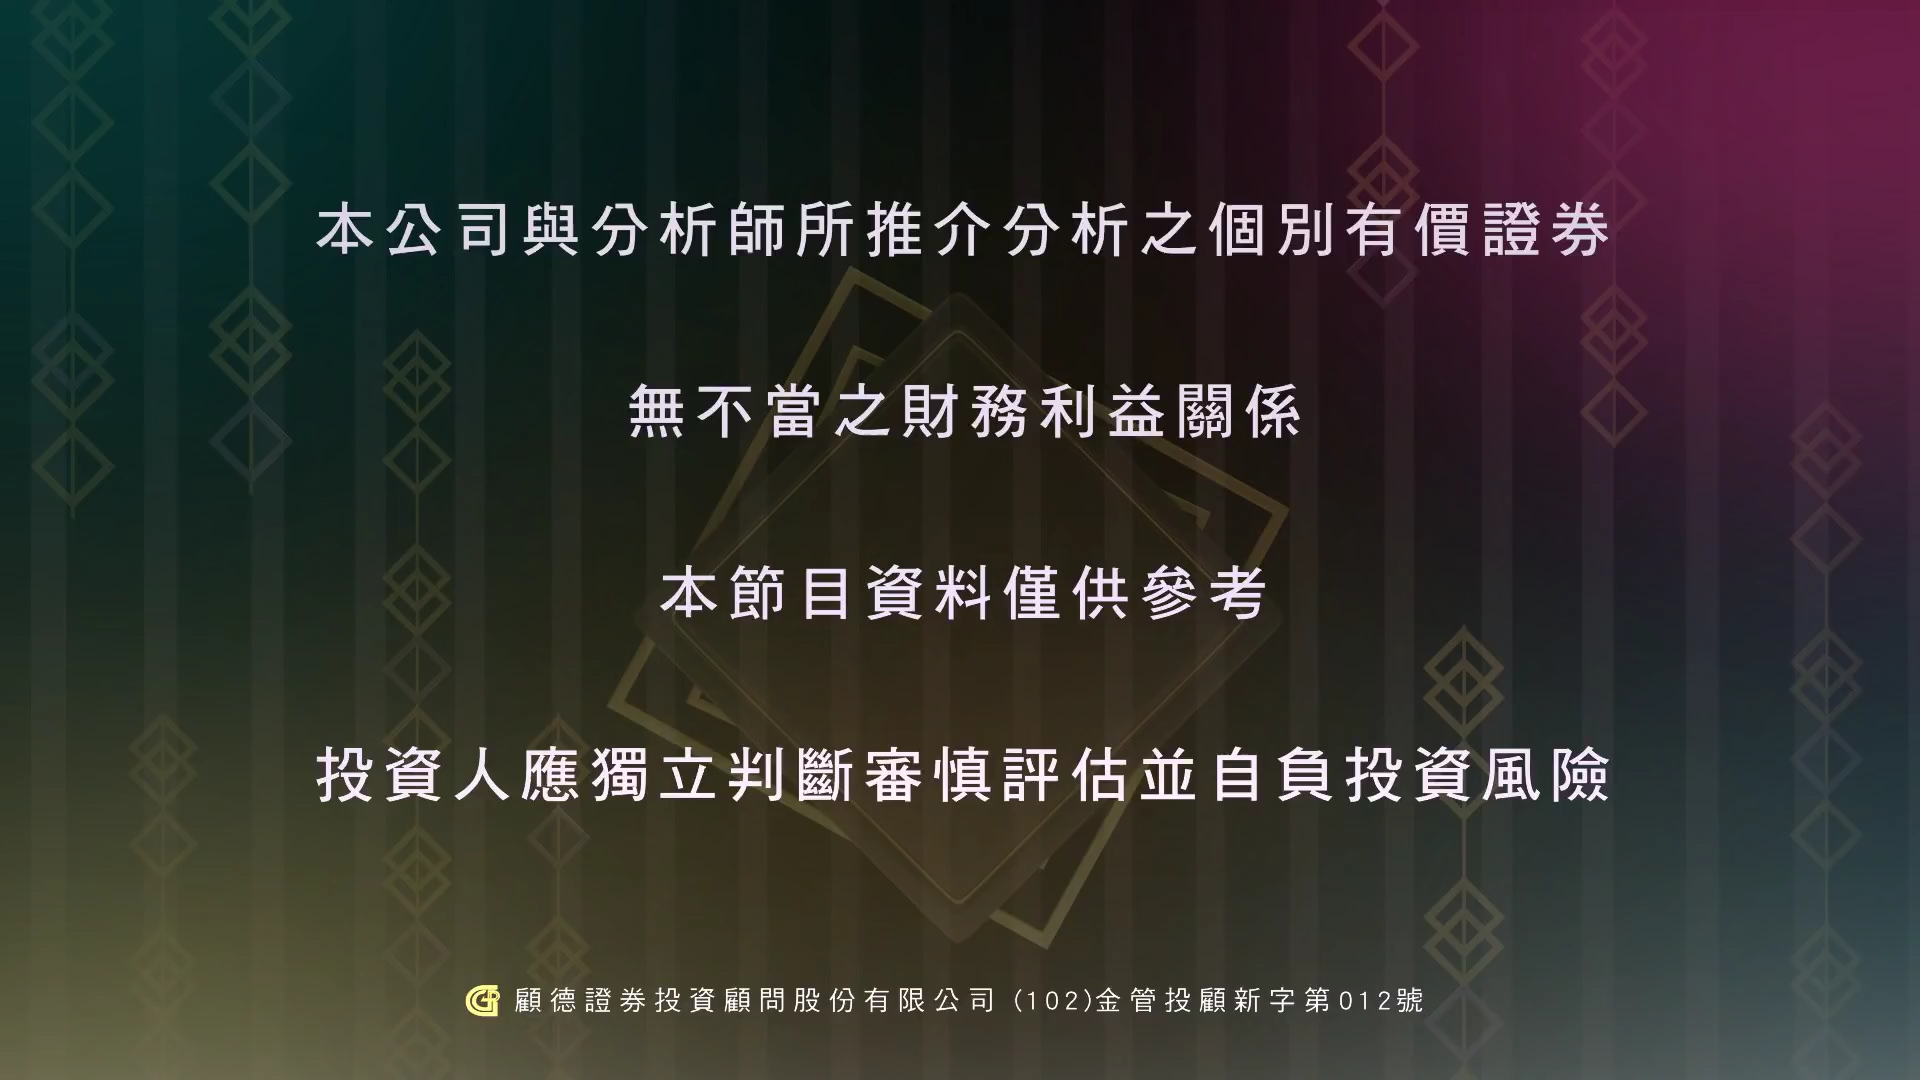 本公司與分析師所推介分析之個別有價證券
無不當之財務利益關係
本節目資料僅供參考
投資人應獨立判斷審慎評估並自負投資風險
顧德證券投資顧問股份有限公司 (102)金管投顧新字第012號